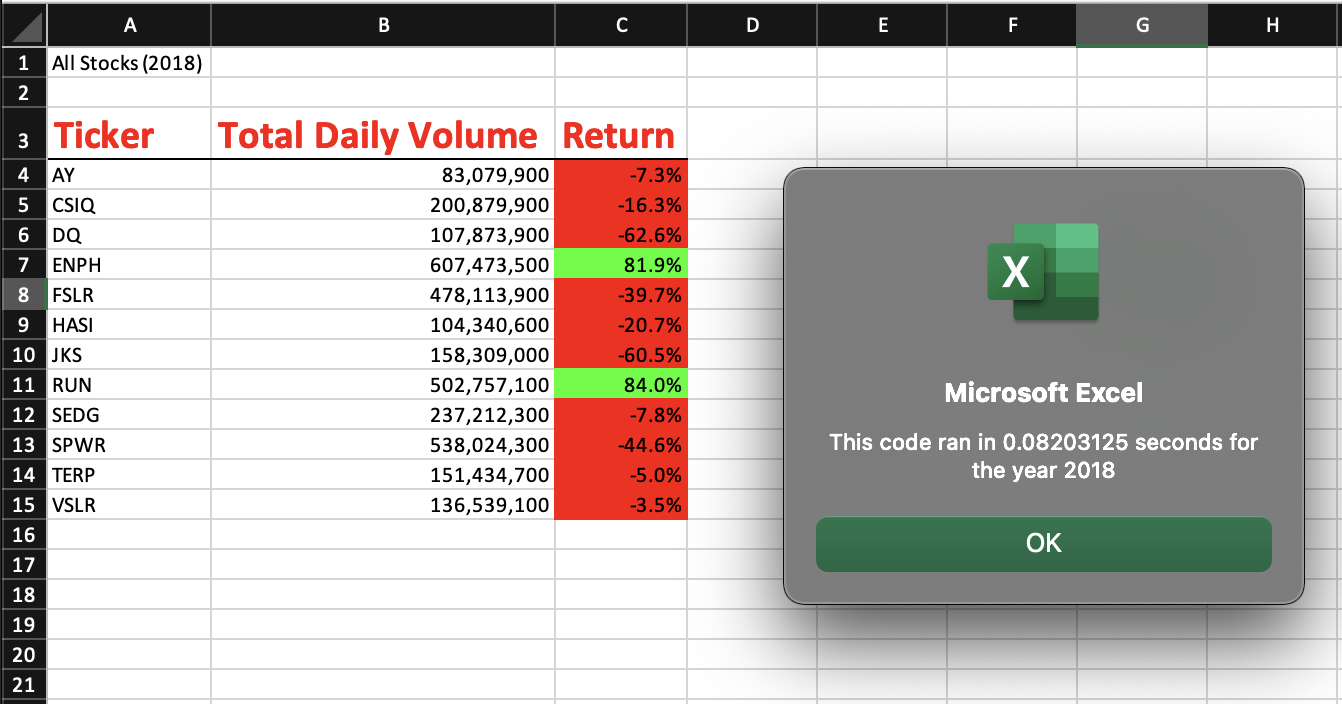 A B C D E F G H
1 All Stocks (2018)
2
3 Ticker Total Daily Volume Return
4 AY 83,079,900 -7.3%
5 CSIQ 200,879,900 -16.3%
6 DQ 107,873,900 -62.6%
7 ENPH 607,473,500 81.9%
8 FSLR 478,113,900 -39.7%
9 HASI 104,340,600 -20.7%
10 JKS 158,309,000 -60.5%
11 RUN 502,757,100 84.0%
12 SEDG 237,212,300 -7.8%
13 SPWR 538,024,300 -44.6%
14 TERP 151,434,700 -5.0%
15 VSLR 136,539,100 -3.5%
16
17
18
19
20
21
X
Microsoft Excel
This code ran in 0.08203125 seconds for
the year 2018
OK